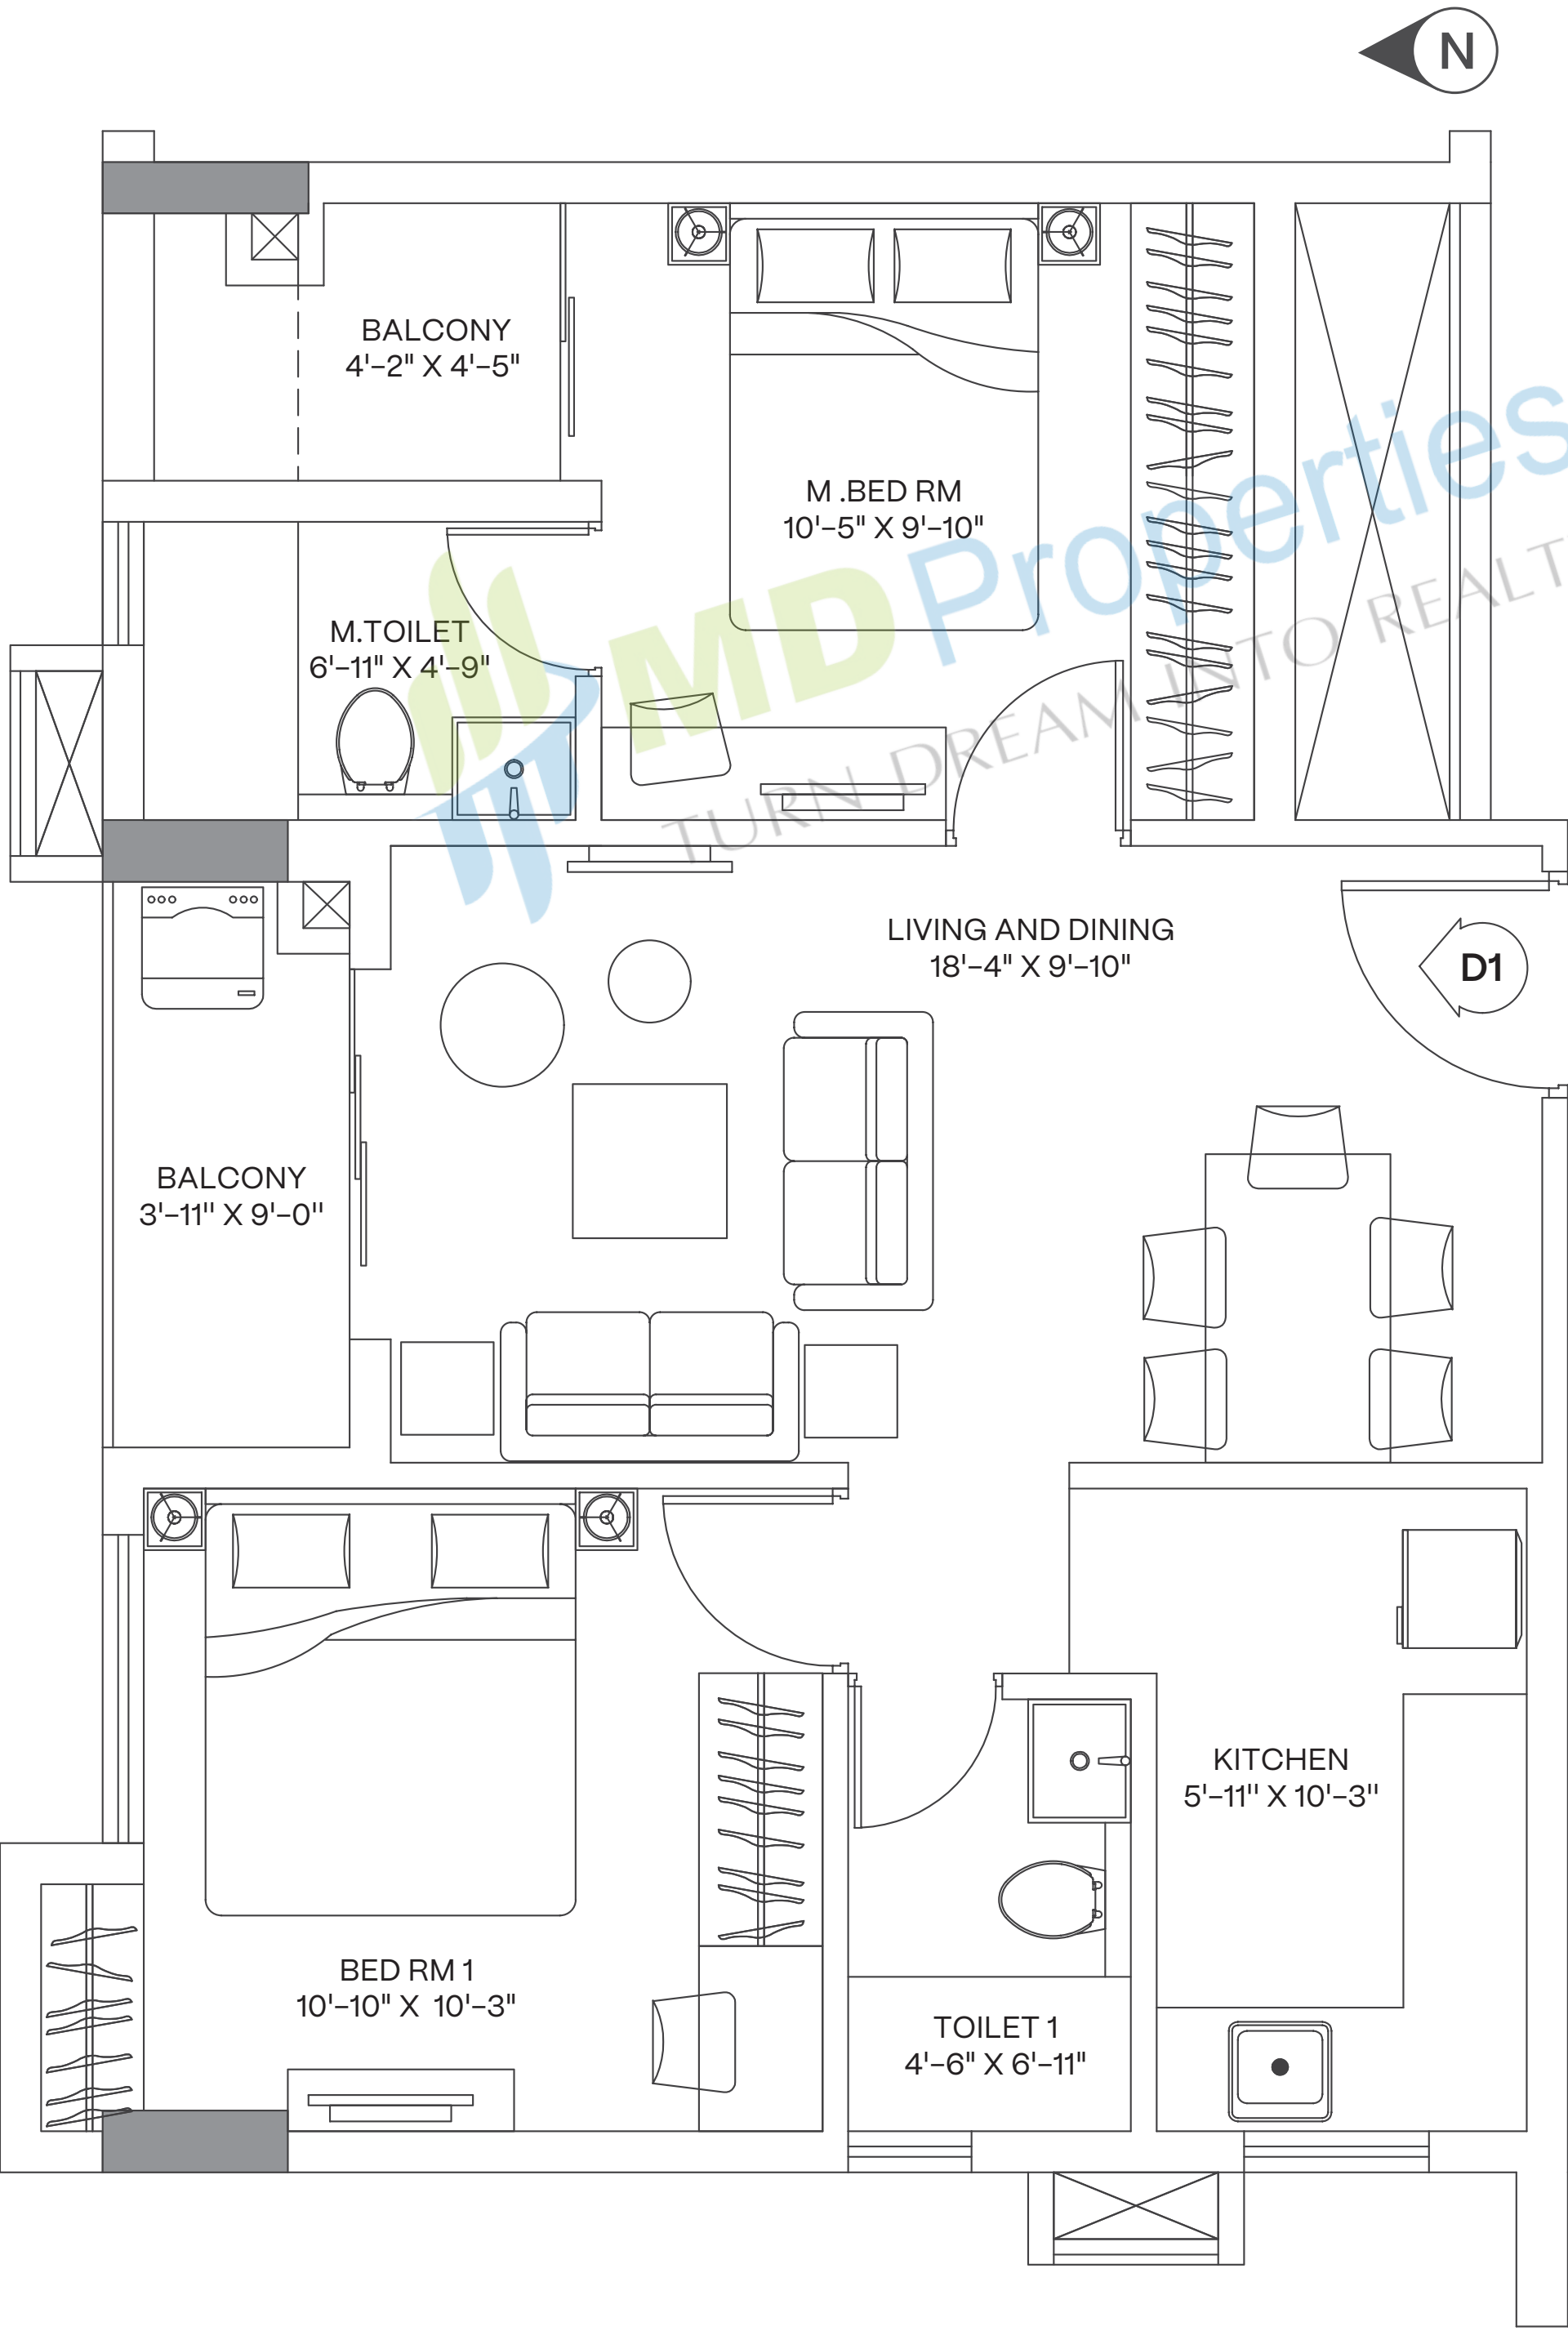 N
BALCONY
4'-2" X 4'-5"
M .BED RM
10'-5" X 9'-10"
MD Properties
TURN DREAM INTO REALT
M.TOILET
6'-11" X 4'-9"
LIVING AND DINING
18'-4" X 9'-10"
D1
BALCONY
3'-11" X 9'-0"
KITCHEN
5'-11" X 10'-3"
BED RM 1
10'-10" X 10'-3"
TOILET 1
4'-6" X 6'-11"